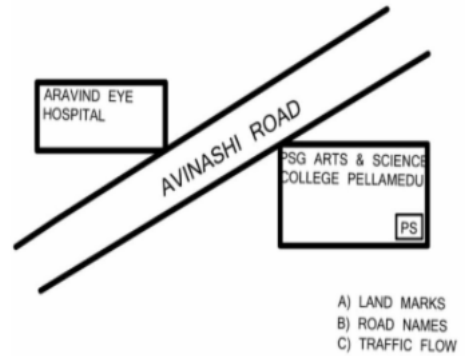 ARAVIND EYE
HOSPITAL
AVINASHI ROAD
PSG ARTS & SCIENCE
COLLEGE PELLAMEDU
PS
A) LAND MARKS
B) ROAD NAMES
C) TRAFFIC FLOW